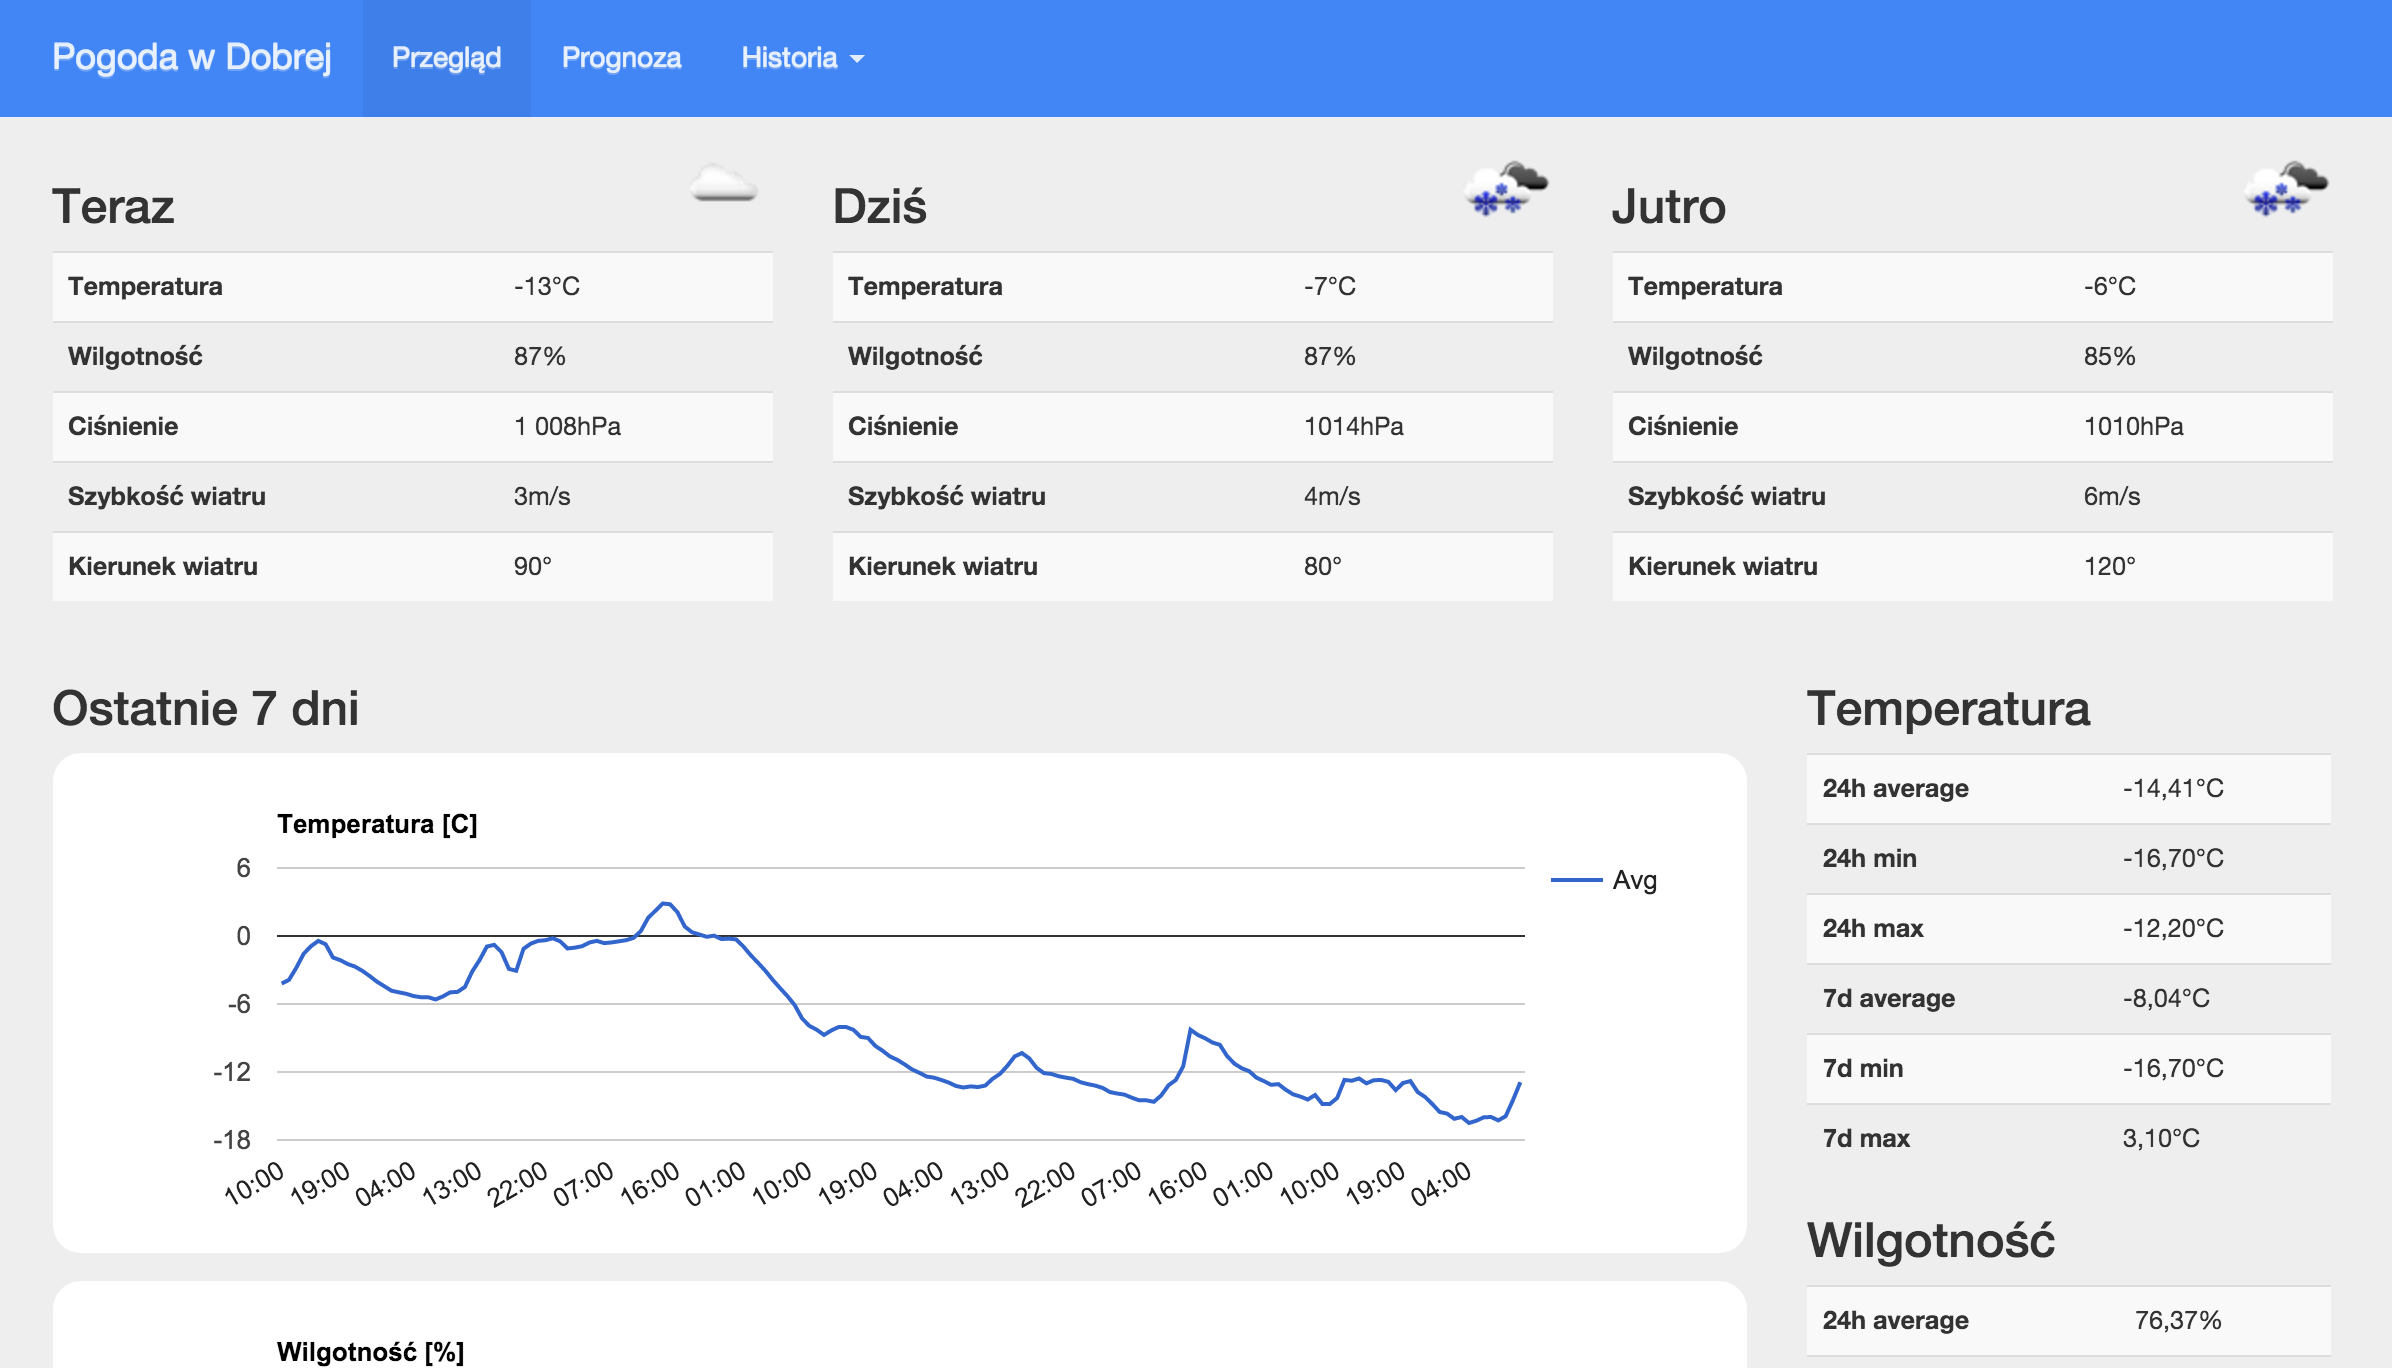 Pogoda w Dobrej Przegląd Prognoza Historia
Teraz
Temperatura -13°C
Wilgotność 87%
Ciśnienie 1 008hPa
Szybkość wiatru 3m/s
Kierunek wiatru 90°
Dziś
Temperatura -7°C
Wilgotność 87%
Ciśnienie 1014hPa
Szybkość wiatru 4m/s
Kierunek wiatru 80°
Jutro
Temperatura -6°C
Wilgotność 85%
Ciśnienie 1010hPa
Szybkość wiatru 6m/s
Kierunek wiatru 120°
Ostatnie 7 dni
Temperatura [C]
6
0
-6
-12
-18
10:00 19:00 04:00 13:00 22:00 07:00 16:00 01:00 10:00 19:00 04:00 13:00 22:00 07:00 16:00 01:00 10:00 19:00 04:00
Avg
Wilgotność [%]
Temperatura
24h average -14,41°C
24h min -16,70°C
24h max -12,20°C
7d average -8,04°C
7d min -16,70°C
7d max 3,10°C
Wilgotność
24h average 76,37%